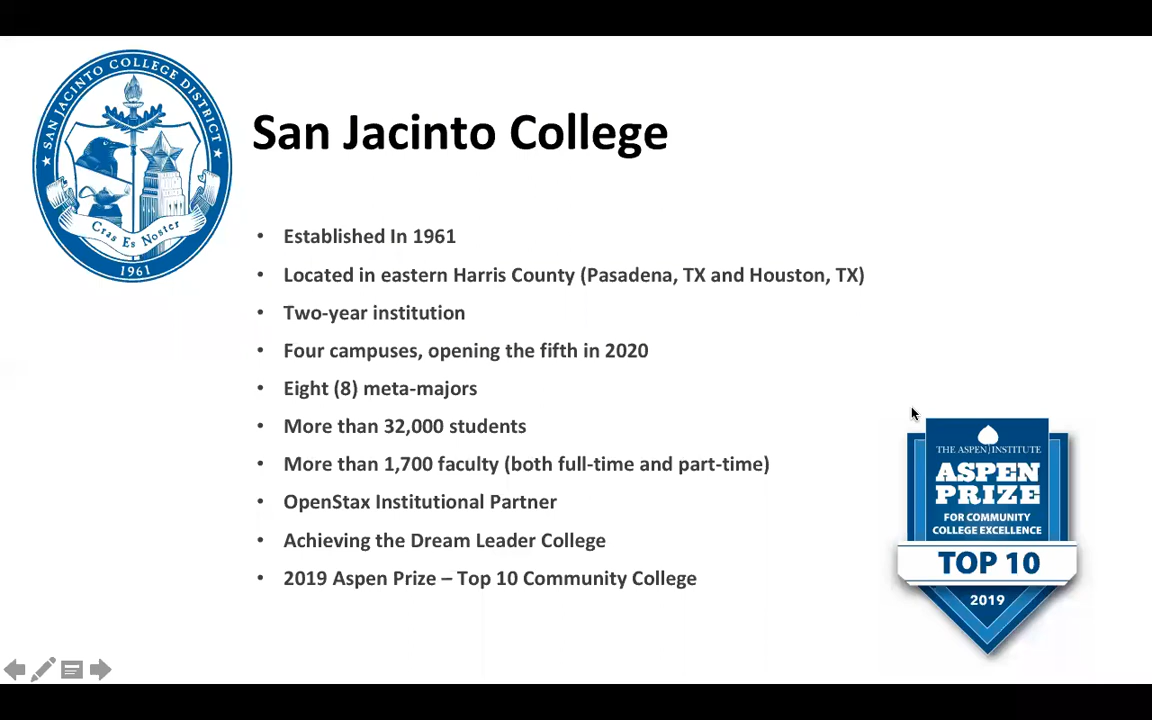 SAN JACINTO COLLEGE DISTRICT
Cras Es Noster
1961
San Jacinto College
• Established In 1961
• Located in eastern Harris County (Pasadena, TX and Houston, TX)
• Two-year institution
• Four campuses, opening the fifth in 2020
• Eight (8) meta-majors
• More than 32,000 students
• More than 1,700 faculty (both full-time and part-time)
• OpenStax Institutional Partner
• Achieving the Dream Leader College
• 2019 Aspen Prize – Top 10 Community College
THE ASPEN INSTITUTE
ASPEN
PRIZE
FOR COMMUNITY
COLLEGE EXCELLENCE
TOP 10
2019